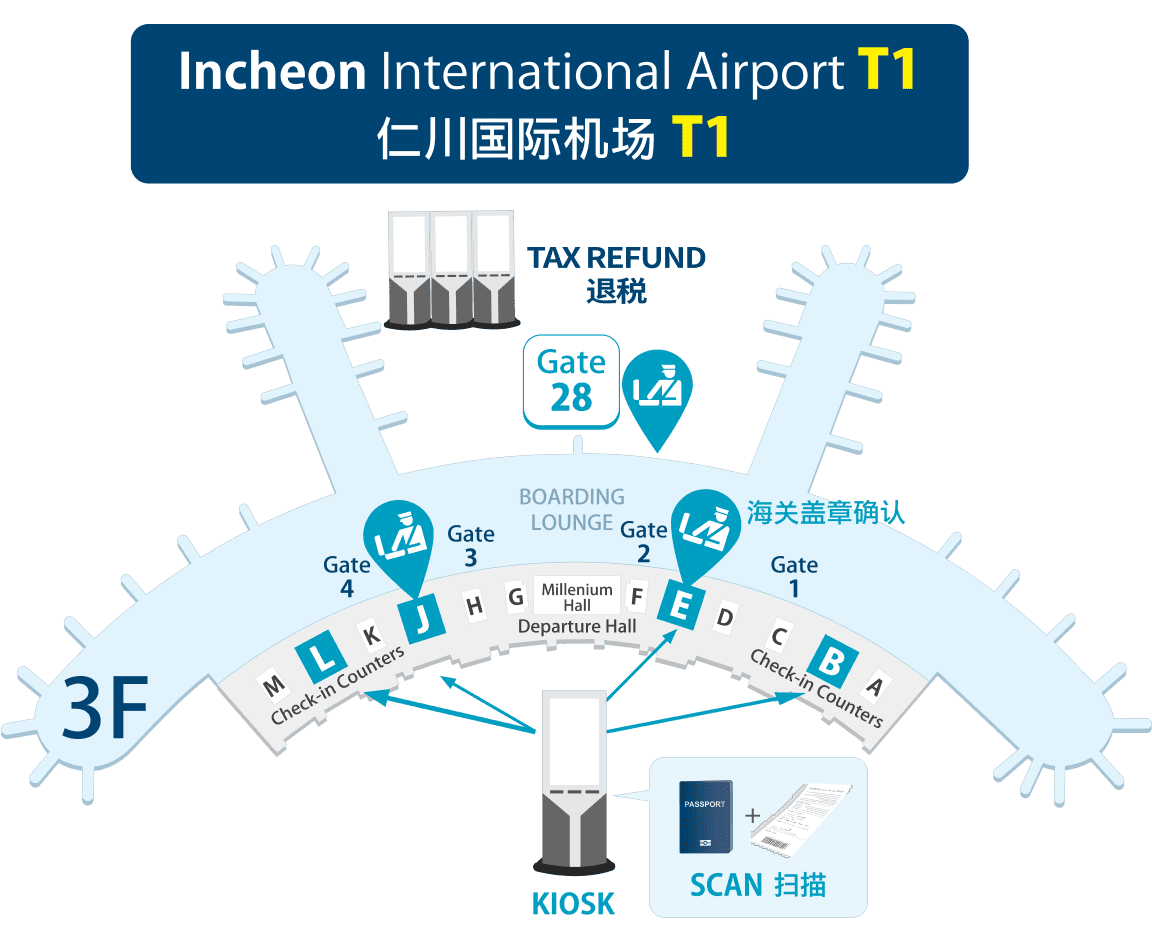 Incheon International Airport T1
仁川国际机场 T1
TAX REFUND
退税
Gate
28
BOARDING
LOUNGE
海关盖章确认
Gate
4
Gate
3
Gate
2
Gate
1
M
L
K
J
H
G
Millenium
Hall
F
E
D
C
B
A
Departure Hall
Check-in Counters
Check-in Counters
3F
PASSPORT
+
SCAN 扫描
KIOSK